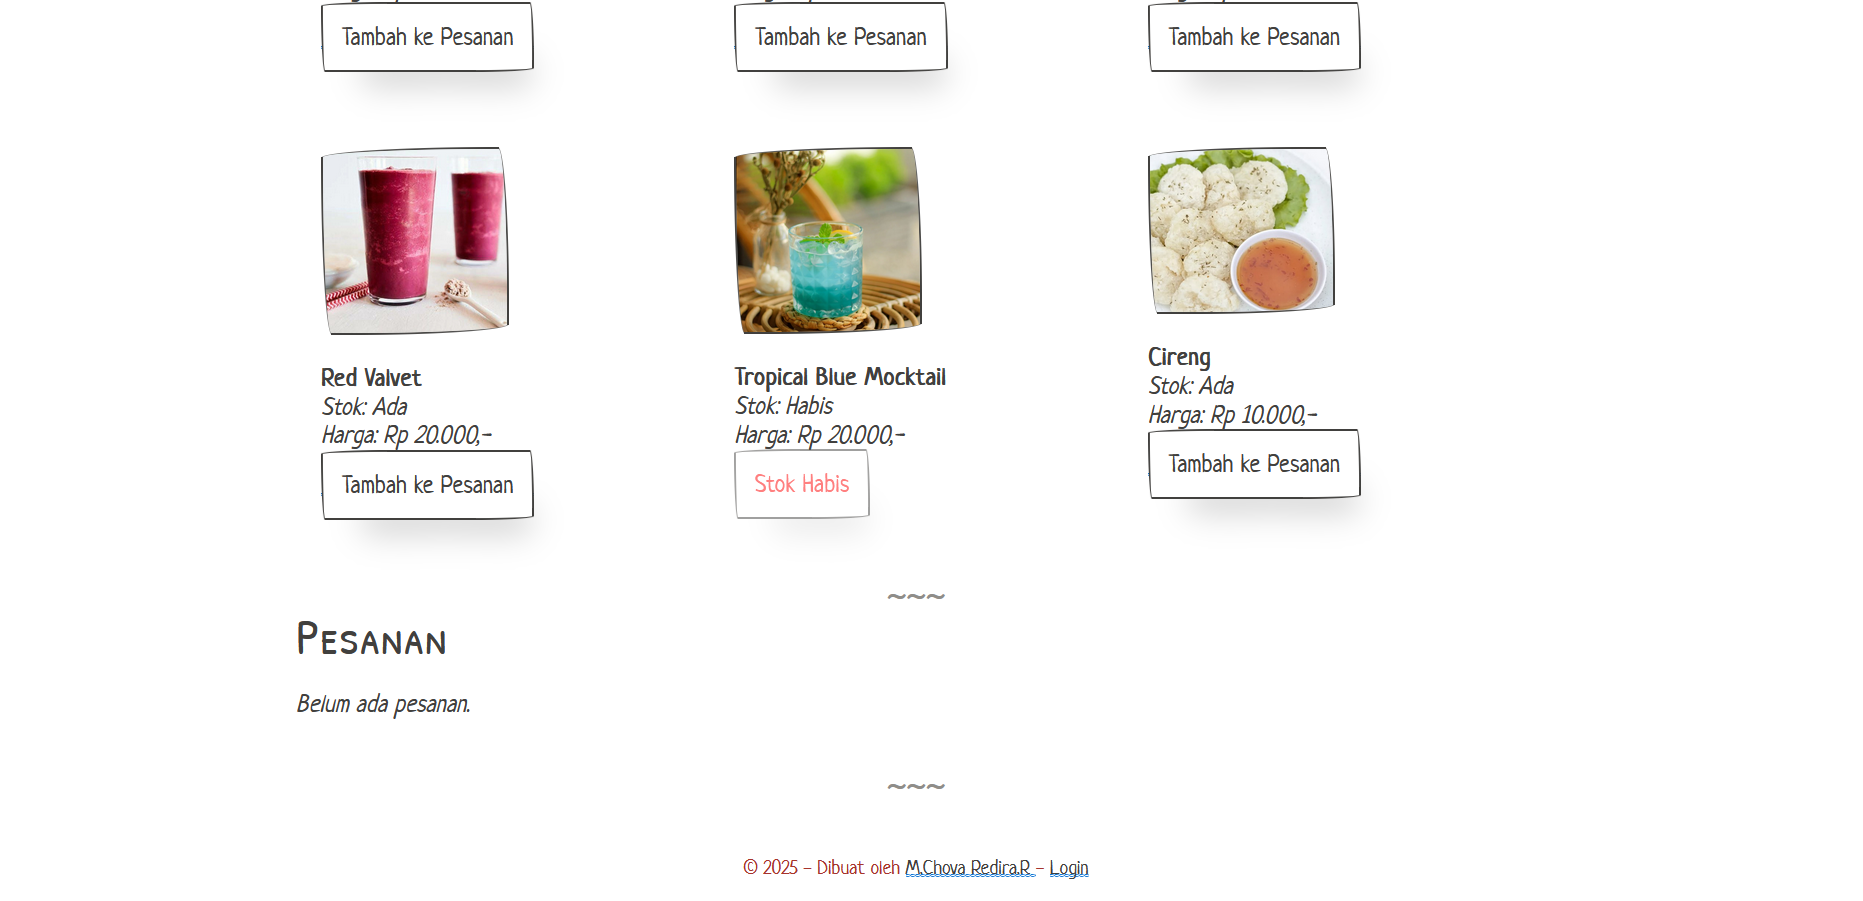 Tambah ke Pesanan
Tambah ke Pesanan
Tambah ke Pesanan
Red Valvet
Stok: Ada
Harga: Rp 20.000,-
Tambah ke Pesanan
Tropical Blue Mocktail
Stok: Habis
Harga: Rp 20.000,-
Stok Habis
Cireng
Stok: Ada
Harga: Rp 10.000,-
Tambah ke Pesanan
~~~
Pesanan
Belum ada pesanan.
~~~
© 2025 - Dibuat oleh M.Chova Redira.R - Login